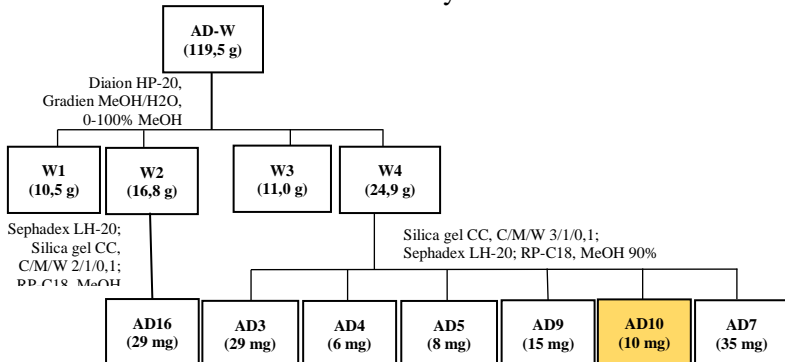 AD-W
(119,5 g)
Diaion HP-20,
Gradien MeOH/H2O,
0-100% MeOH
W1
(10,5 g)
W2
(16,8 g)
W3
(11,0 g)
W4
(24,9 g)
Sephadex LH-20;
Silica gel CC,
C/M/W 2/1/0,1;
RP-C18, MeOH
Silica gel CC, C/M/W 3/1/0,1;
Sephadex LH-20; RP-C18, MeOH 90%
AD16
(29 mg)
AD3
(29 mg)
AD4
(6 mg)
AD5
(8 mg)
AD9
(15 mg)
AD10
(10 mg)
AD7
(35 mg)